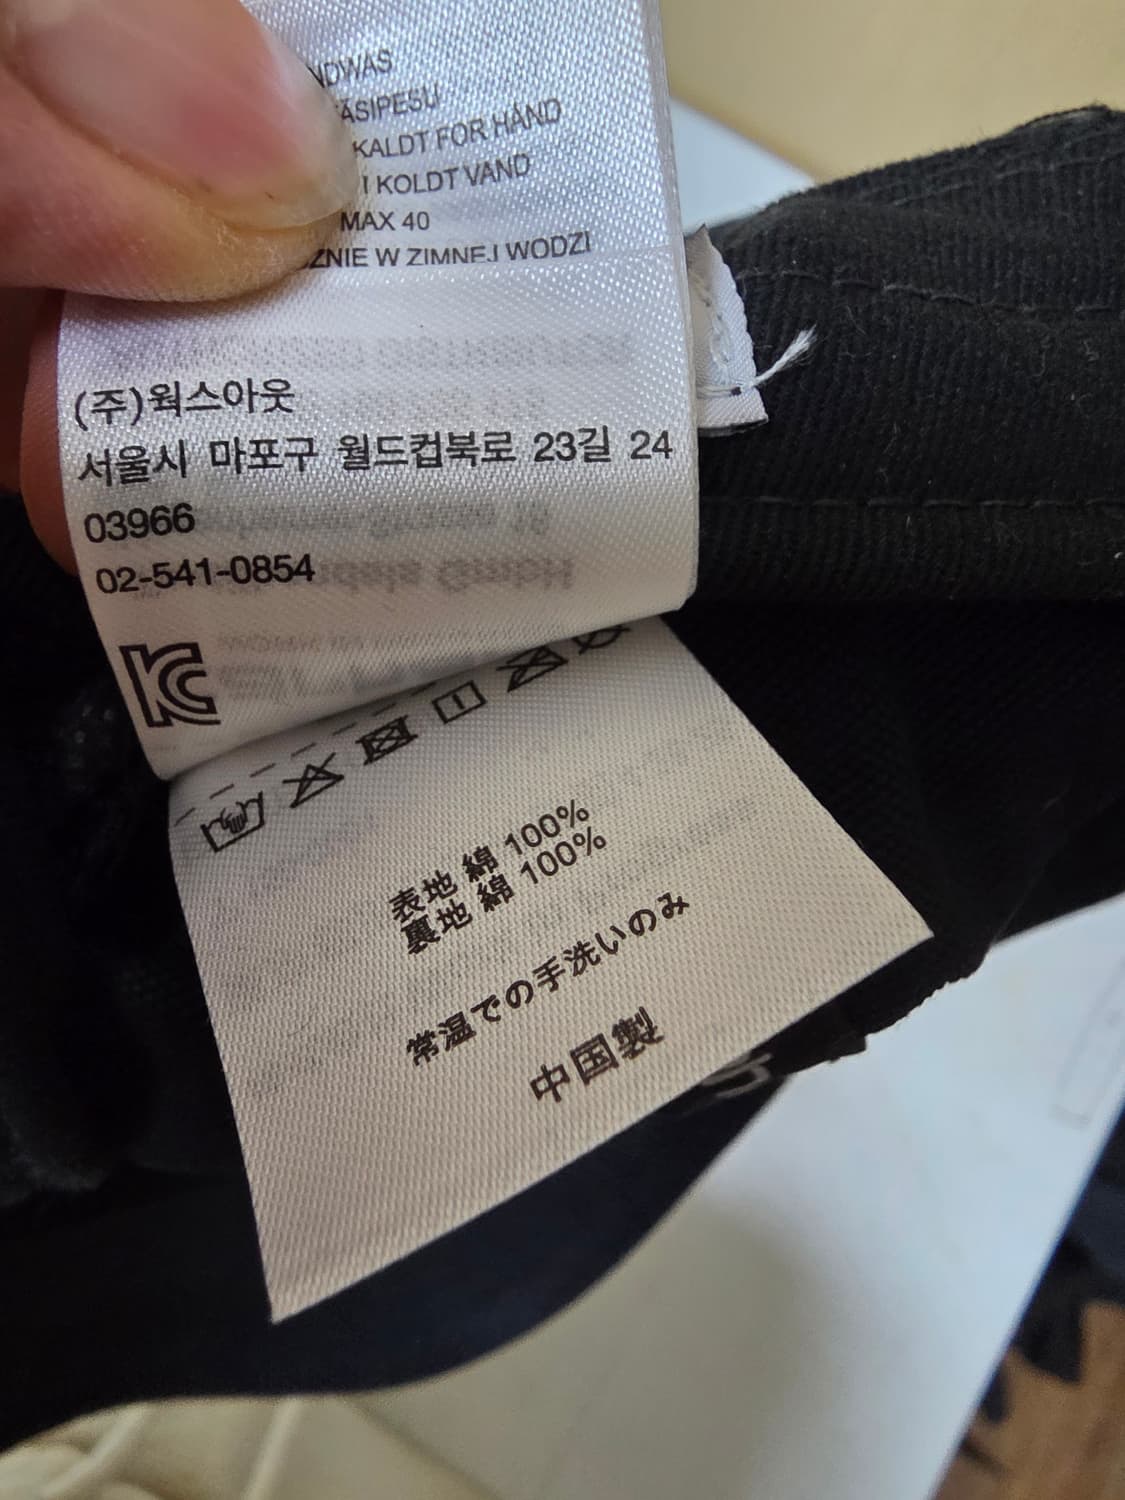 KALDT FOR HÅND
I KOLDT VAND
MAX 40
W ZIMNEJ WODZI
(주)웍스아웃
서울시 마포구 월드컵북로 23길 24
03966
02-541-0854
表地 綿 100%
裏地 綿 100%
常温での手洗いのみ
中国製